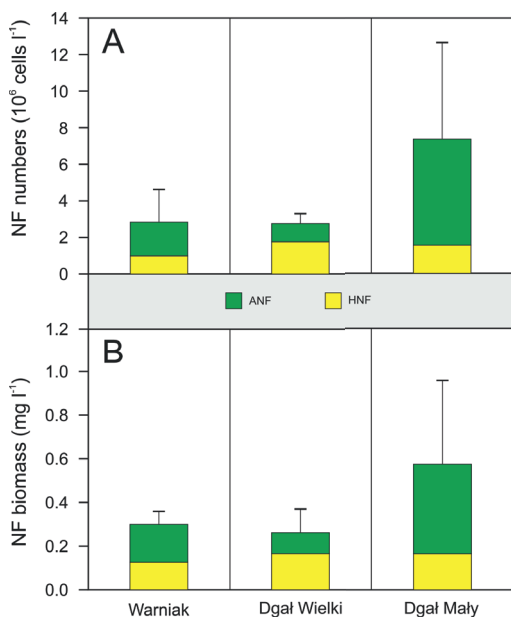 A
NF numbers (10⁶ cells l⁻¹)
14
12
10
8
6
4
2
0
ANF HNF
B
NF biomass (mg l⁻¹)
1.2
1.0
0.8
0.6
0.4
0.2
0.0
Warniak Dgał Wielki Dgał Mały